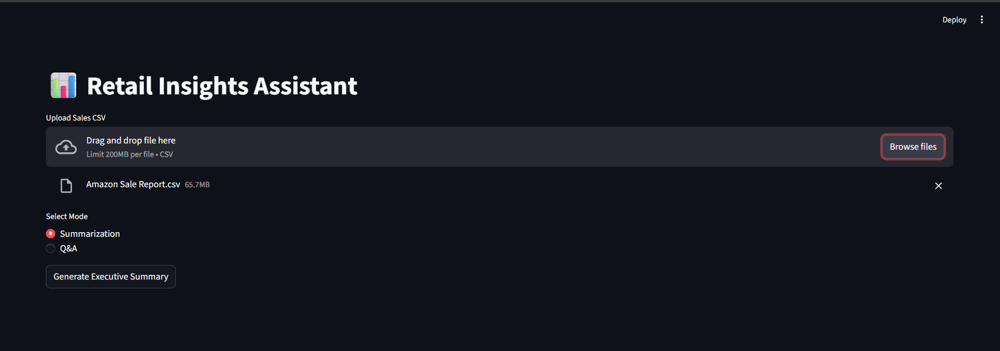 Deploy
Retail Insights Assistant
Upload Sales CSV
Drag and drop file here
Limit 200MB per file • CSV
Browse files
Amazon Sale Report.csv 65.7MB
Select Mode
Summarization
Q&A
Generate Executive Summary